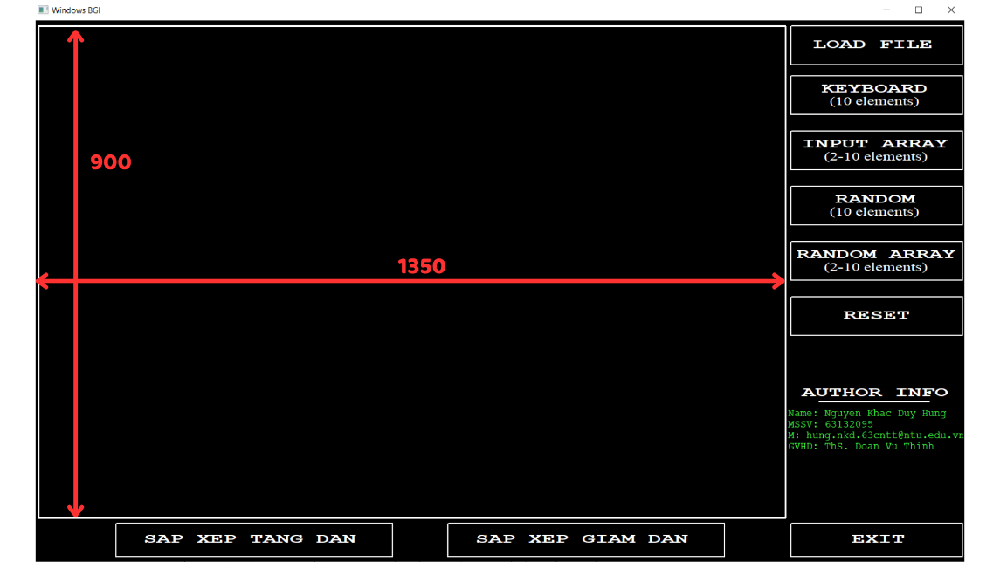 Windows BGI
LOAD FILE
KEYBOARD
(10 elements)
900
INPUT ARRAY
(2-10 elements)
RANDOM
(10 elements)
1350
RANDOM ARRAY
(2-10 elements)
RESET
AUTHOR INFO
Name: Nguyen Khac Duy Hung
MSSV: 63132095
M: hung.nkd.63cntt@ntu.edu.vn
GVHD: ThS. Doan Vu Thinh
SAP XEP TANG DAN
SAP XEP GIAM DAN
EXIT